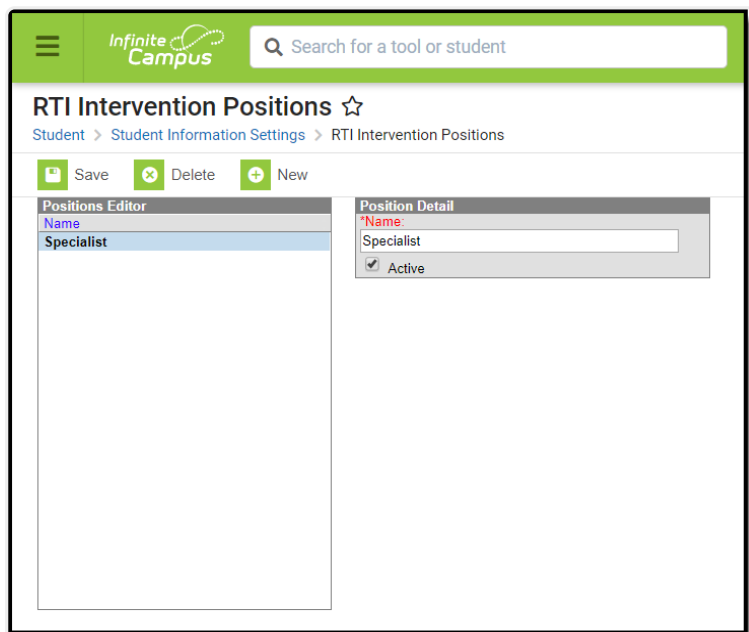 Infinite
Campus
Search for a tool or student
RTI Intervention Positions
Student > Student Information Settings > RTI Intervention Positions
Save Delete New
Positions Editor
Name
Specialist
Position Detail
*Name:
Specialist
Active